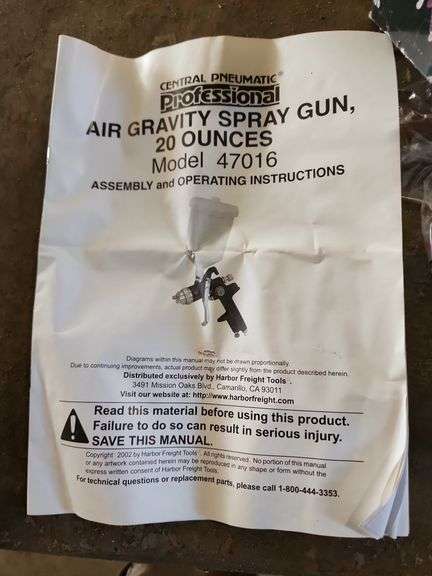 CENTRAL PNEUMATIC®
Professional
AIR GRAVITY SPRAY GUN,
20 OUNCES
Model 47016
ASSEMBLY and OPERATING INSTRUCTIONS
Diagrams within this manual may not be drawn proportionally.
Due to continuing improvements, actual product may differ slightly from the product described herein.
Distributed exclusively by Harbor Freight Tools®.
3491 Mission Oaks Blvd., Camarillo, CA 93011
Visit our website at: http://www.harborfreight.com
Read this material before using this product.
Failure to do so can result in serious injury.
SAVE THIS MANUAL.
Copyright© 2002 by Harbor Freight Tools®. All rights reserved. No portion of this manual
or any artwork contained herein may be reproduced in any shape or form without the
express written consent of Harbor Freight Tools.
For technical questions or replacement parts, please call 1-800-444-3353.